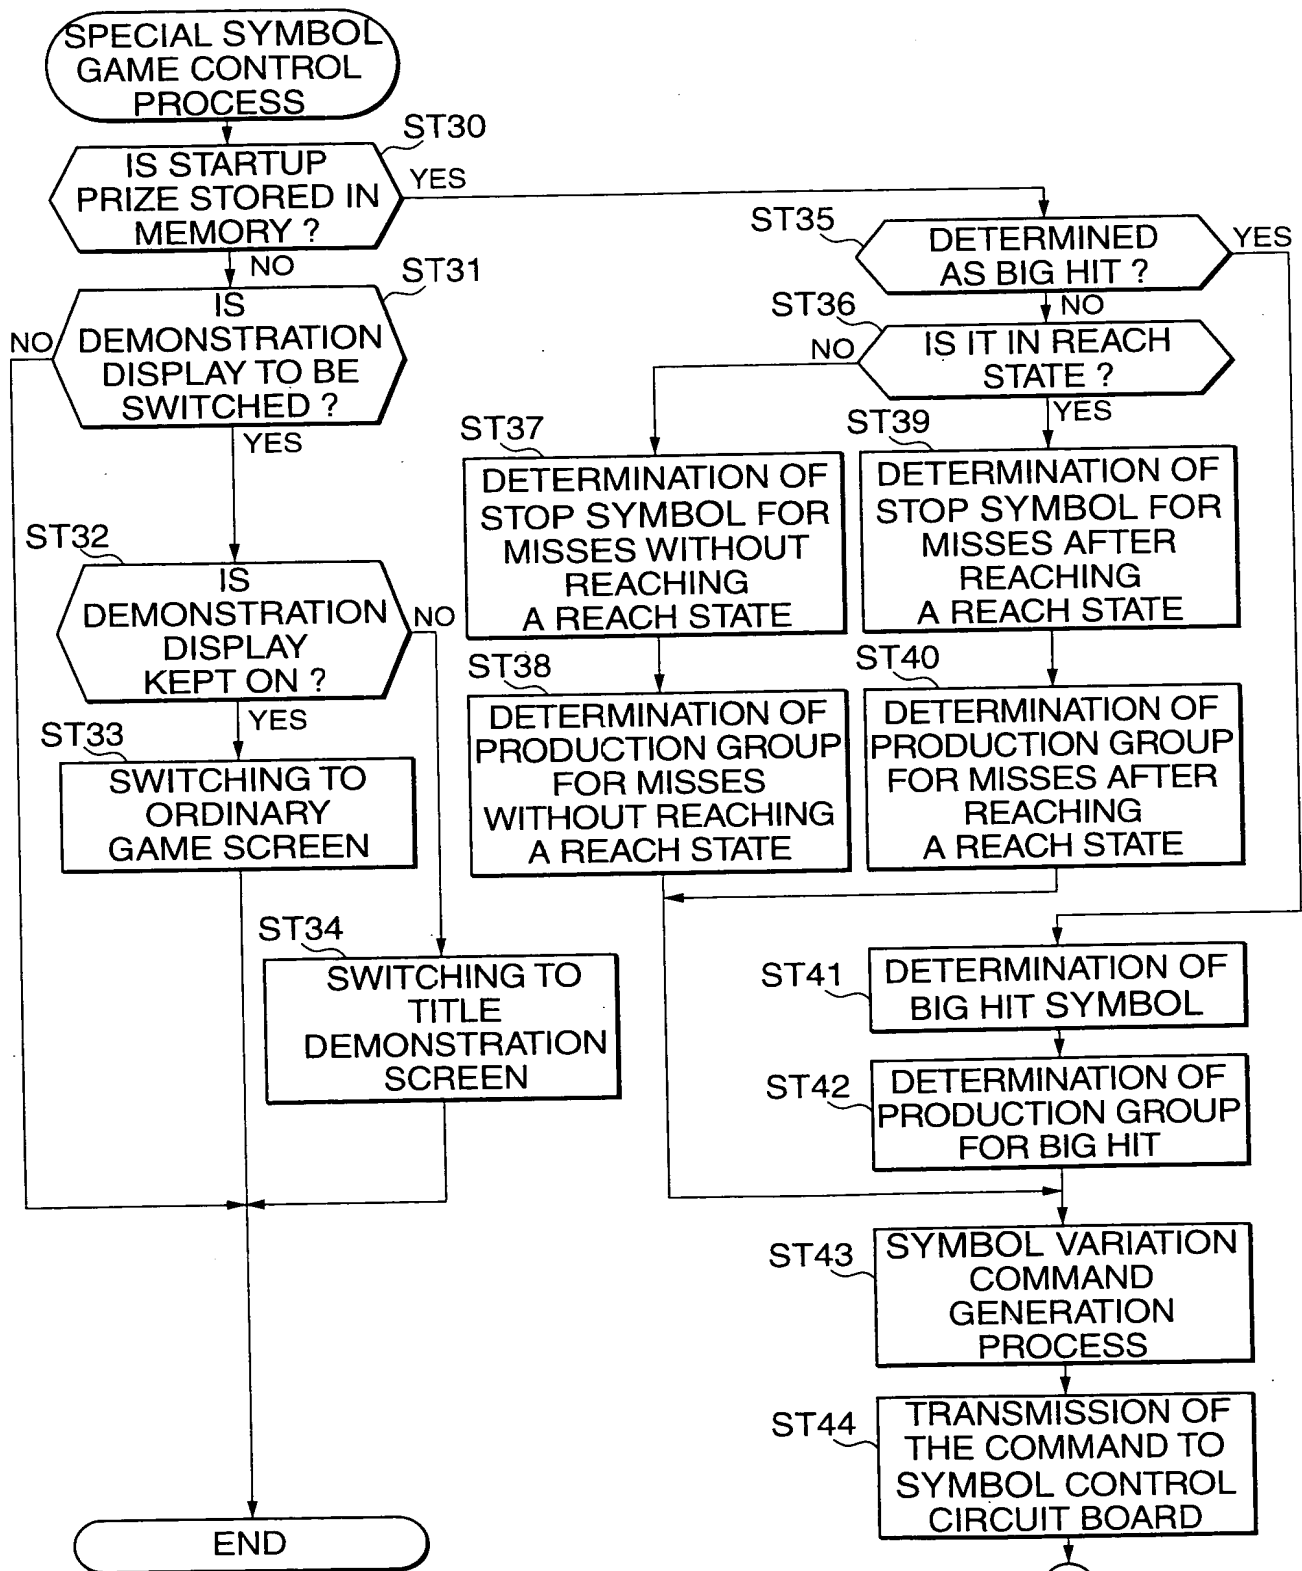 SPECIAL SYMBOL
GAME CONTROL
PROCESS
ST30
IS STARTUP
PRIZE STORED IN
MEMORY ?
YES
NO
ST31
IS
DEMONSTRATION
DISPLAY TO BE
SWITCHED ?
NO
YES
ST32
IS
DEMONSTRATION
DISPLAY
KEPT ON ?
NO
YES
ST33
SWITCHING TO
ORDINARY
GAME SCREEN
ST34
SWITCHING TO
TITLE
DEMONSTRATION
SCREEN
END
ST35
DETERMINED
AS BIG HIT ?
YES
NO
ST36
IS IT IN REACH
STATE ?
NO
YES
ST37
DETERMINATION OF
STOP SYMBOL FOR
MISSES WITHOUT
REACHING
A REACH STATE
ST38
DETERMINATION OF
PRODUCTION GROUP
FOR MISSES
WITHOUT REACHING
A REACH STATE
ST39
DETERMINATION OF
STOP SYMBOL FOR
MISSES AFTER
REACHING
A REACH STATE
ST40
DETERMINATION OF
PRODUCTION GROUP
FOR MISSES AFTER
REACHING
A REACH STATE
ST41
DETERMINATION OF
BIG HIT SYMBOL
ST42
DETERMINATION OF
PRODUCTION GROUP
FOR BIG HIT
ST43
SYMBOL VARIATION
COMMAND
GENERATION
PROCESS
ST44
TRANSMISSION OF
THE COMMAND TO
SYMBOL CONTROL
CIRCUIT BOARD